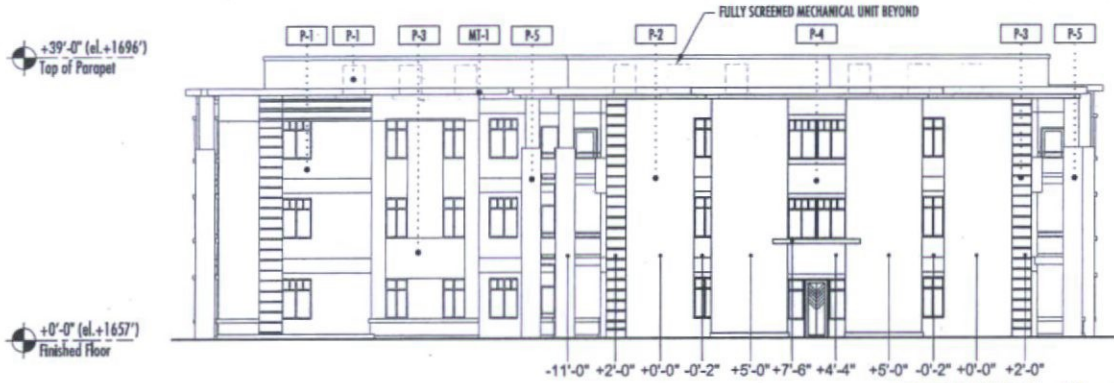 FULLY SCREENED MECHANICAL UNIT BEYOND
P-1 P-1 P-3 MT-1 P-5 P-2 P-4 P-3 P-5
+39'-0" (el.+1696')
Top of Parapet
+0'-0" (el.+1657')
Finished Floor
-11'-0" +2'-0" +0'-0" -0'-2" +5'-0" +7'-6" +4'-4" +5'-0" -0'-2" +0'-0" +2'-0"